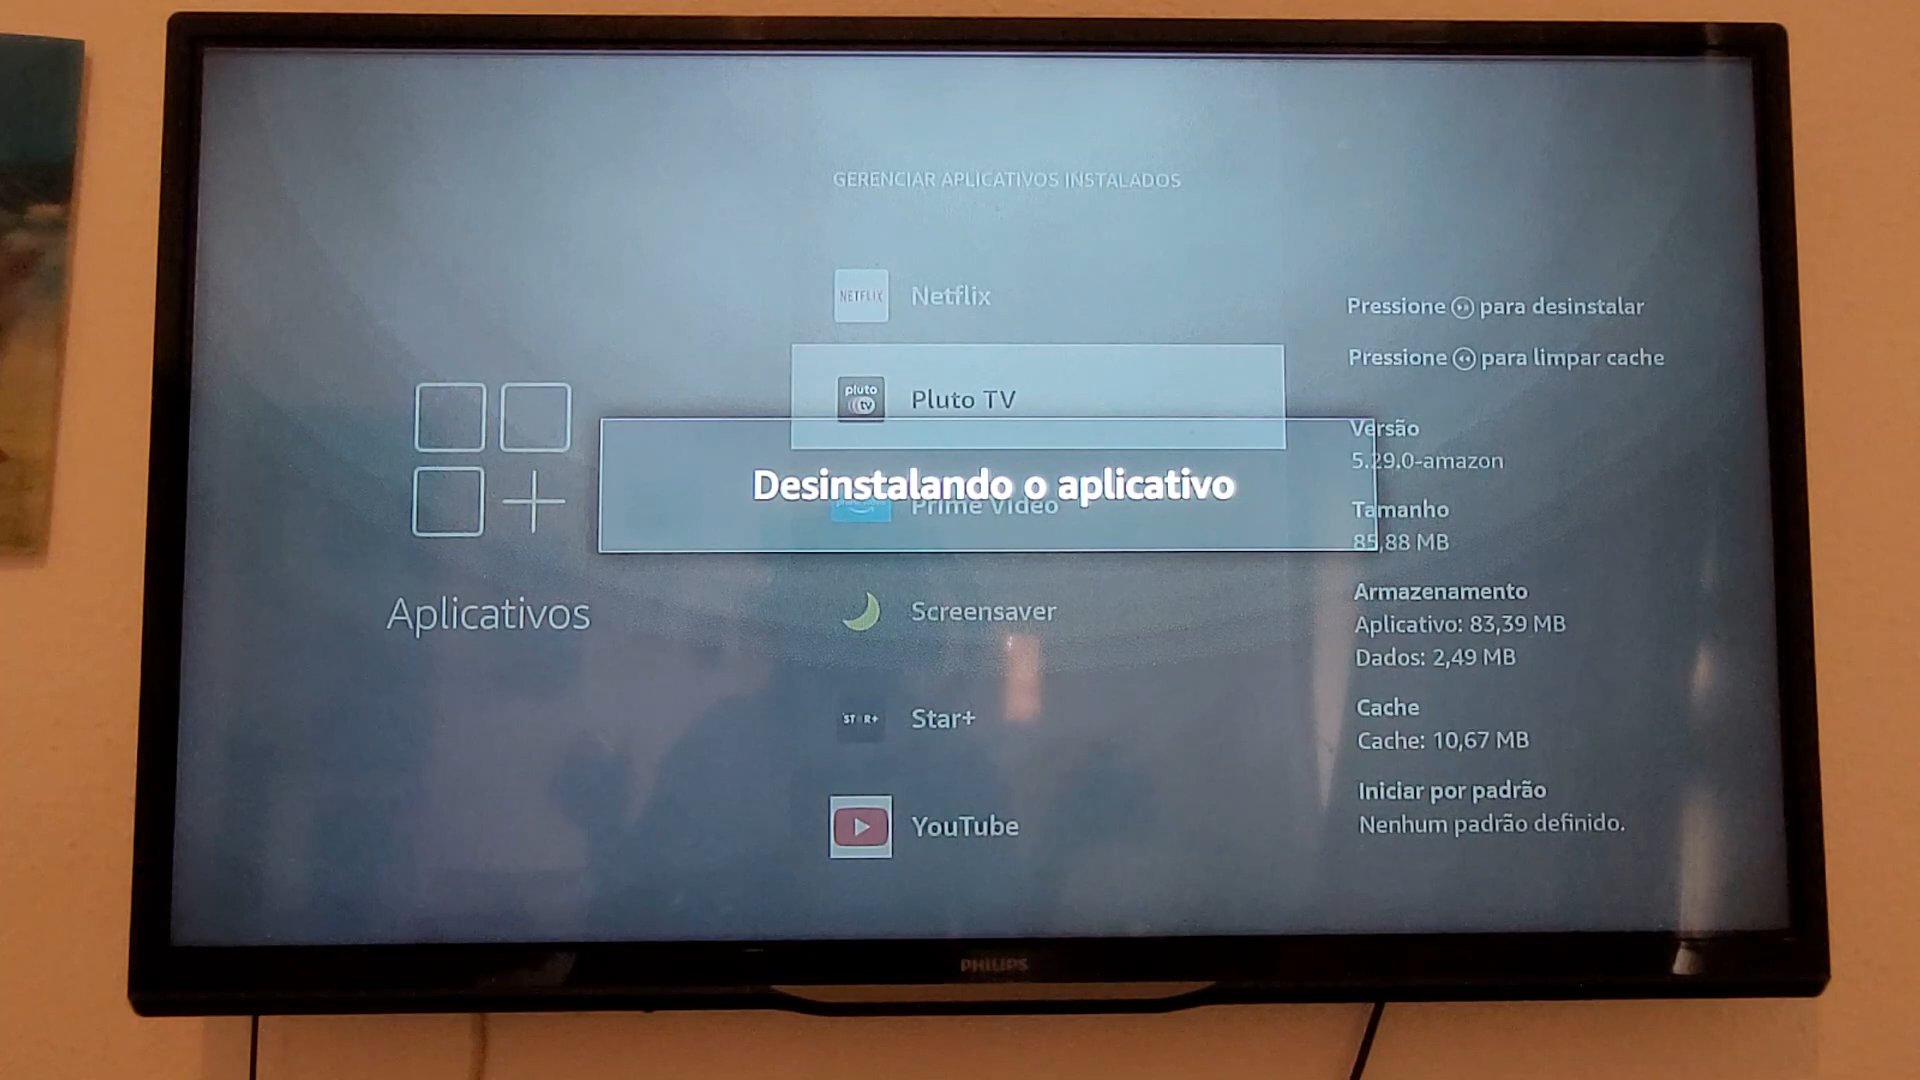 GERENCIAR APLICATIVOS INSTALADOS
NETFLIX
Netflix
pluto
tv
Pluto TV
Desinstalando o aplicativo
Prime Video
Screensaver
ST R+
Star+
YouTube
Aplicativos
Pressione para desinstalar
Pressione para limpar cache
Versão
5.29.0-amazon
Tamanho
85,88 MB
Armazenamento
Aplicativo: 83,39 MB
Dados: 2,49 MB
Cache
Cache: 10,67 MB
Iniciar por padrão
Nenhum padrão definido.
PHILIPS